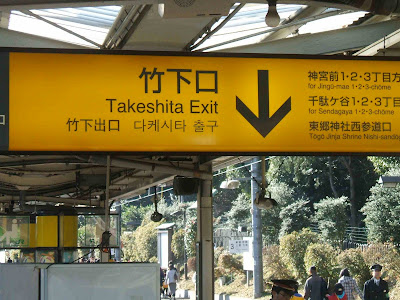 竹下口
Takeshita Exit
竹下出口 다케시타 출구
神宮前1・2・3丁目方
for Jingū-mae 1・2・3-chōme
千駄ケ谷1・2・3丁目
for Sendagaya 1・2・3-chōme
東郷神社西参道口
Tōgō Jinja Shrine Nishi-sandō